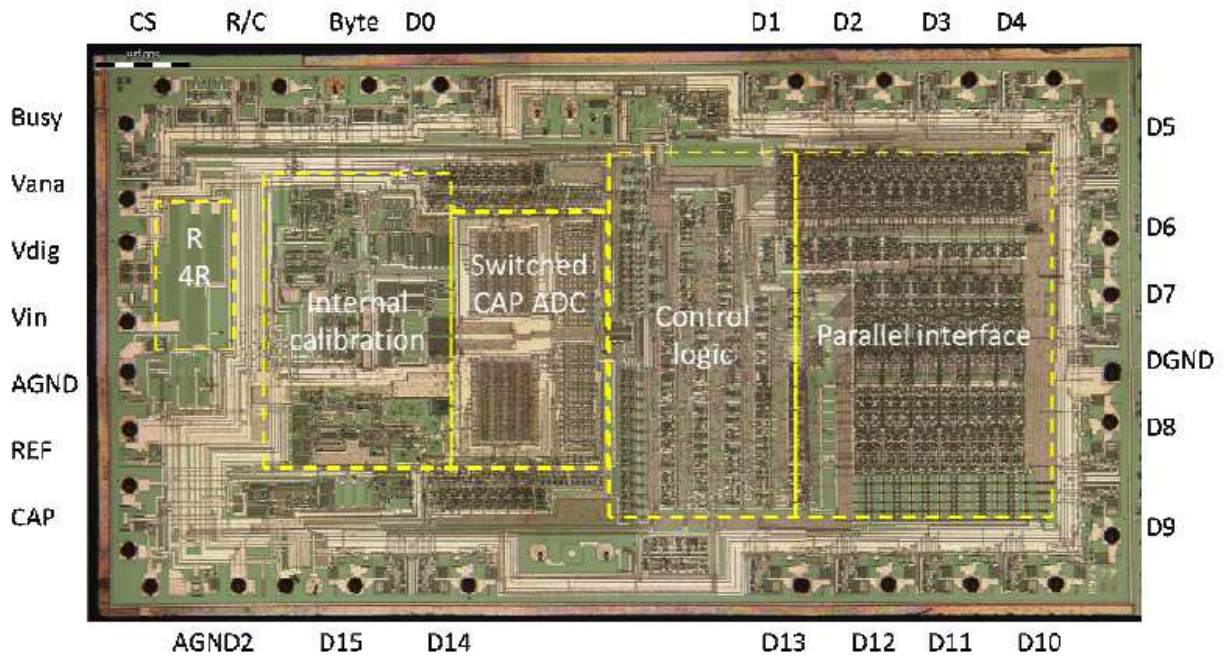 CS R/C Byte D0 D1 D2 D3 D4
Busy
D5
Vana
D6
R
4R
Vdig
Switched
CAP ADC
D7
Vin
Internal
calibration
Control
logic
Parallel interface
DGND
AGND
D8
REF
CAP
D9
AGND2 D15 D14 D13 D12 D11 D10